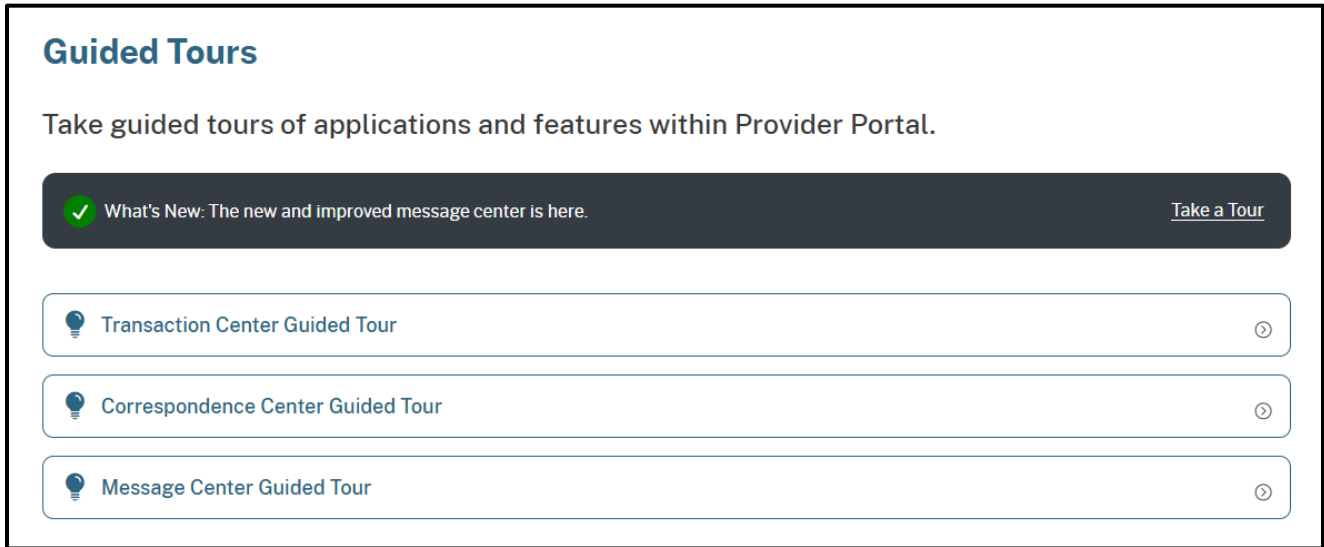 Guided Tours
Take guided tours of applications and features within Provider Portal.
What's New: The new and improved message center is here.
Take a Tour
Transaction Center Guided Tour
Correspondence Center Guided Tour
Message Center Guided Tour